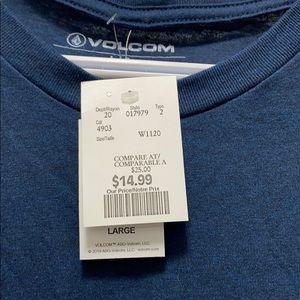 VOLCOM
Dept/Rayon Style Type
20 017979 2
Cat
4903
Size/Taille
W1120
COMPARE AT/
COMPARABLE A
$25.00
$14.99
Our Price/Notre Prix
LARGE